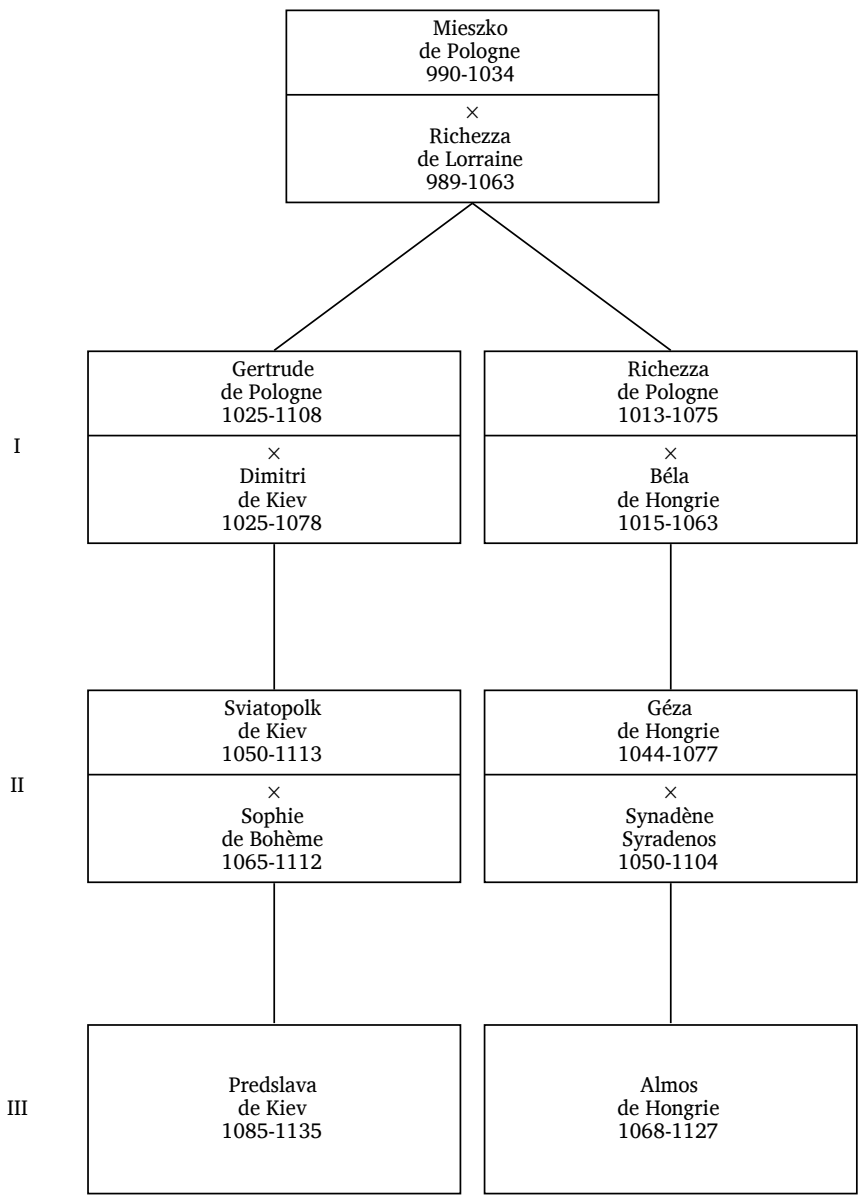 Mieszko
de Pologne
990-1034
×
Richezza
de Lorraine
989-1063
I
Gertrude
de Pologne
1025-1108
×
Dimitri
de Kiev
1025-1078
Richezza
de Pologne
1013-1075
×
Béla
de Hongrie
1015-1063
II
Sviatopolk
de Kiev
1050-1113
×
Sophie
de Bohème
1065-1112
Géza
de Hongrie
1044-1077
×
Synadène
Syradenos
1050-1104
III
Predslava
de Kiev
1085-1135
Almos
de Hongrie
1068-1127